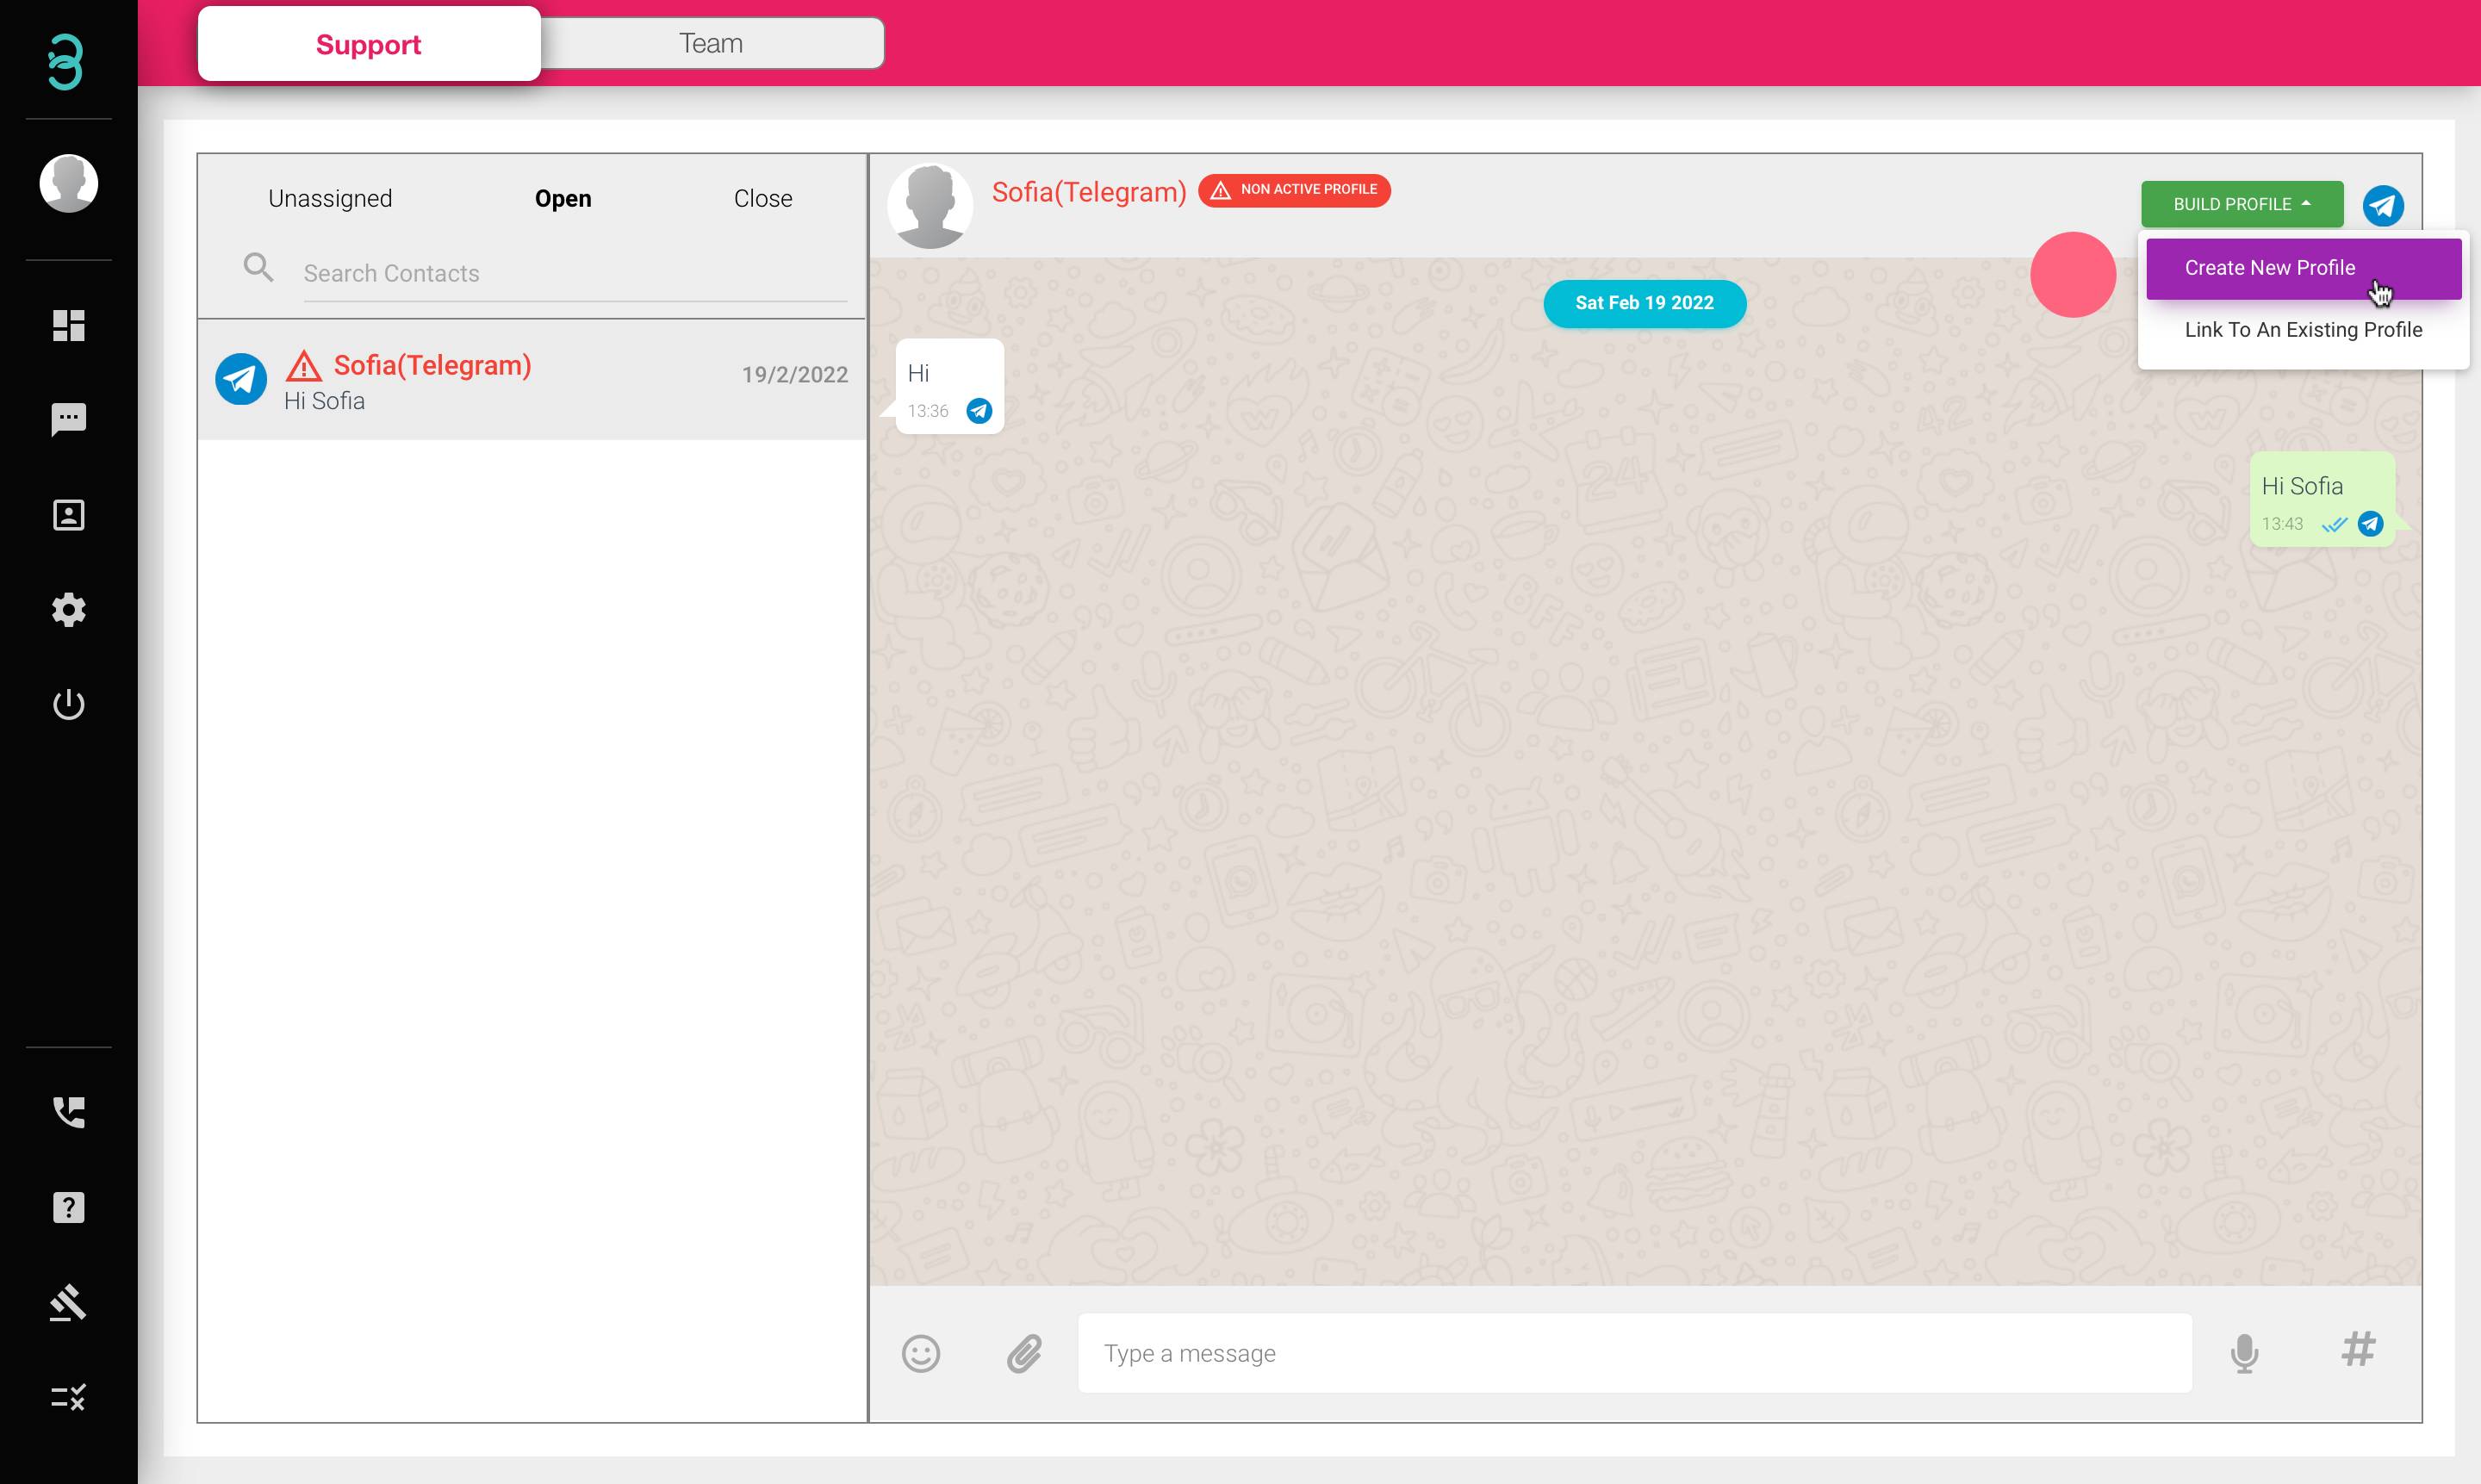 Support
Team
Unassigned
Open
Close
Search Contacts
Sofia(Telegram)
19/2/2022
Hi Sofia
Sofia(Telegram)
NON ACTIVE PROFILE
BUILD PROFILE
Create New Profile
Link To An Existing Profile
Sat Feb 19 2022
Hi
13:36
Hi Sofia
13:43
Type a message
#